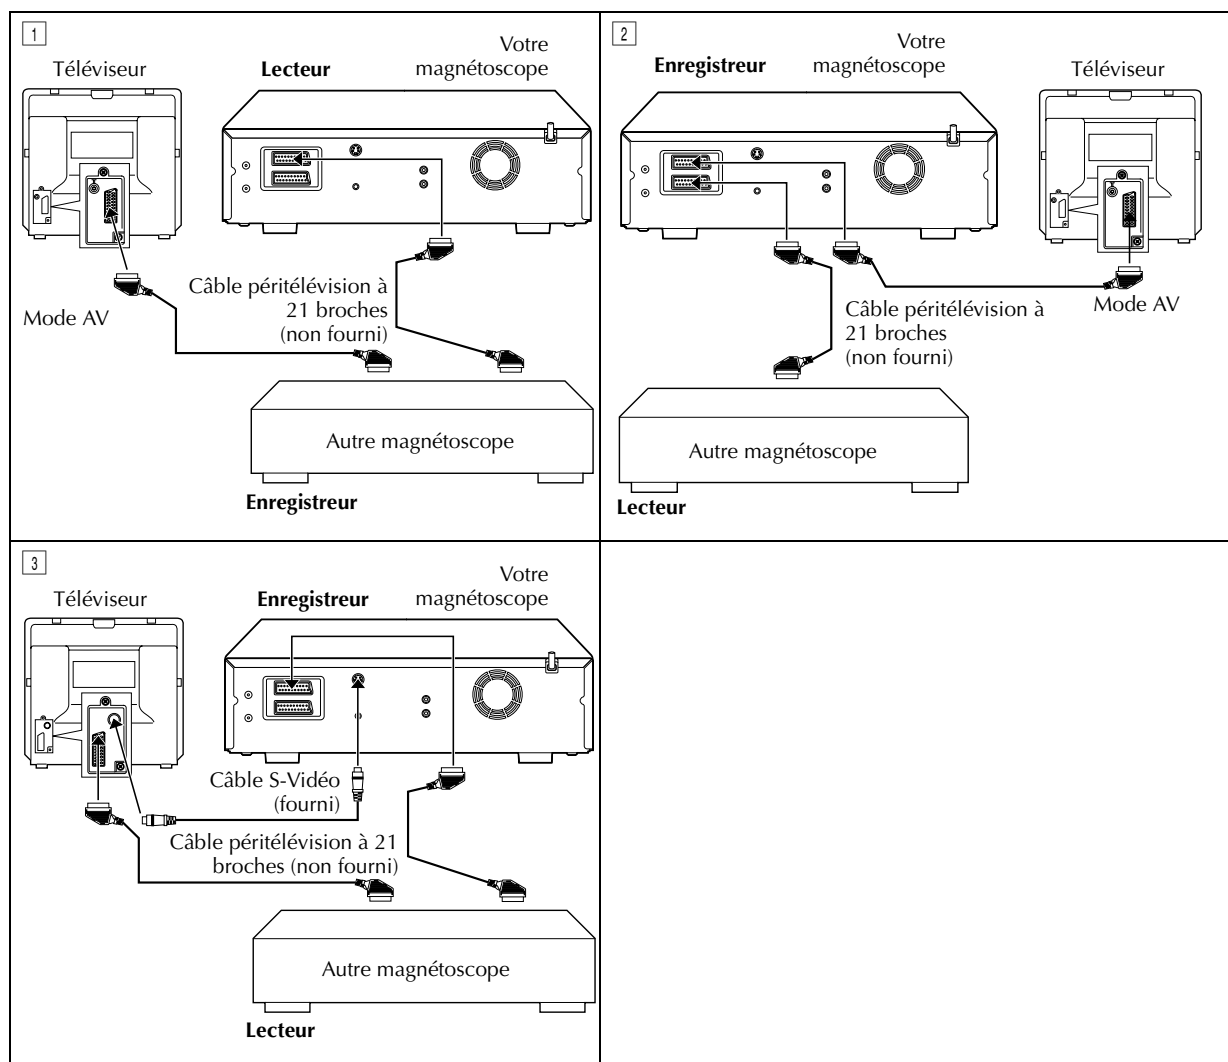 1
Téléviseur
Lecteur
Votre
magnétoscope
Câble péritélévision à
21 broches
(non fourni)
Mode AV
Autre magnétoscope
Enregistreur
2
Enregistreur
Votre
magnétoscope
Téléviseur
Câble péritélévision à
21 broches
(non fourni)
Mode AV
Autre magnétoscope
Lecteur
3
Téléviseur
Enregistreur
Votre
magnétoscope
Câble S-Vidéo
(fourni)
Câble péritélévision à 21
broches (non fourni)
Autre magnétoscope
Lecteur